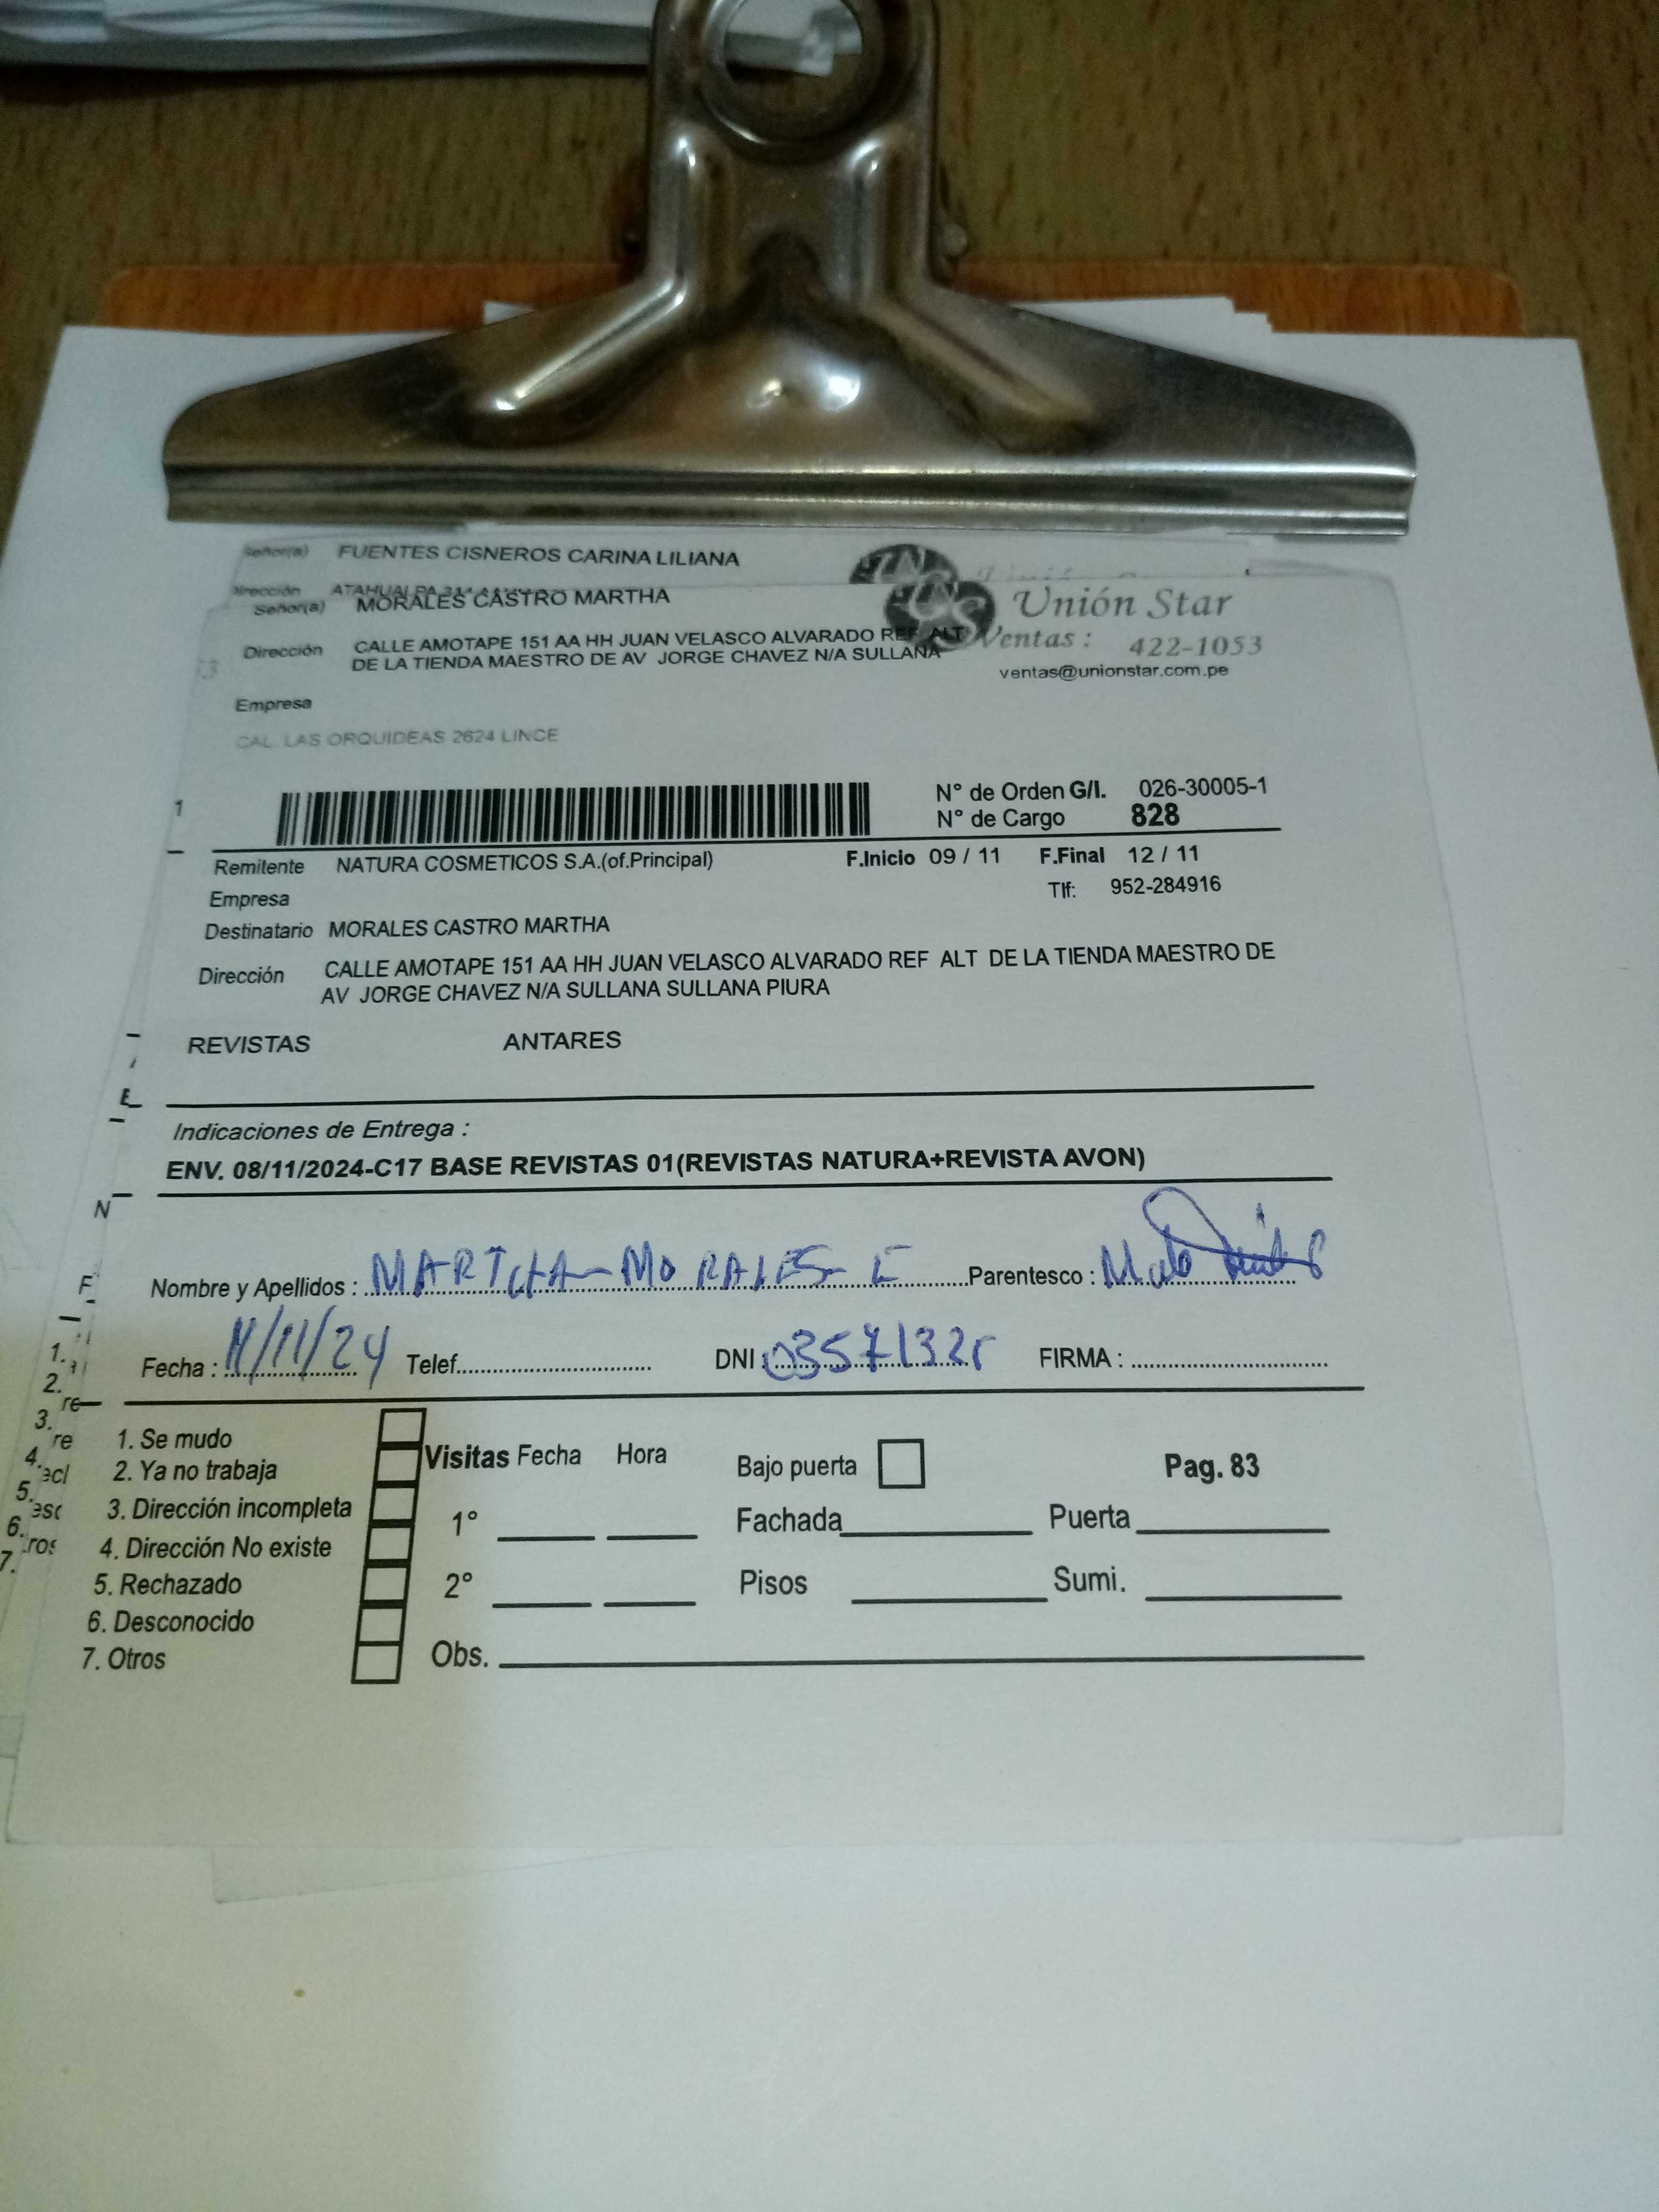 Señor(a) FUENTES CISNEROS CARINA LILIANA
Dirección ATAHUALPA
Señor(a) MORALES CASTRO MARTHA
Unión Star
Dirección CALLE AMOTAPE 151 AA HH JUAN VELASCO ALVARADO REF ALT
DE LA TIENDA MAESTRO DE AV JORGE CHAVEZ N/A SULLANA
Ventas : 422-1053
ventas@unionstar.com.pe
Empresa
CAL. LAS ORQUIDEAS 2624 LINCE
N° de Orden G/I. 026-30005-1
N° de Cargo 828
Remitente NATURA COSMETICOS S.A.(of.Principal) F.Inicio 09 / 11 F.Final 12 / 11
Empresa Tlf: 952-284916
Destinatario MORALES CASTRO MARTHA
Dirección CALLE AMOTAPE 151 AA HH JUAN VELASCO ALVARADO REF ALT DE LA TIENDA MAESTRO DE
AV JORGE CHAVEZ N/A SULLANA SULLANA PIURA
REVISTAS ANTARES
Indicaciones de Entrega :
ENV. 08/11/2024-C17 BASE REVISTAS 01(REVISTAS NATURA+REVISTA AVON)
Nombre y Apellidos : MARTHA MORALES C Parentesco :
Fecha : 11/11/24 Telef. DNI : FIRMA :
1. Se mudo
2. Ya no trabaja
3. Dirección incompleta
4. Dirección No existe
5. Rechazado
6. Desconocido
7. Otros
Visitas Fecha Hora Bajo puerta Pag. 83
1° Fachada Puerta
2° Pisos Sumi.
Obs.